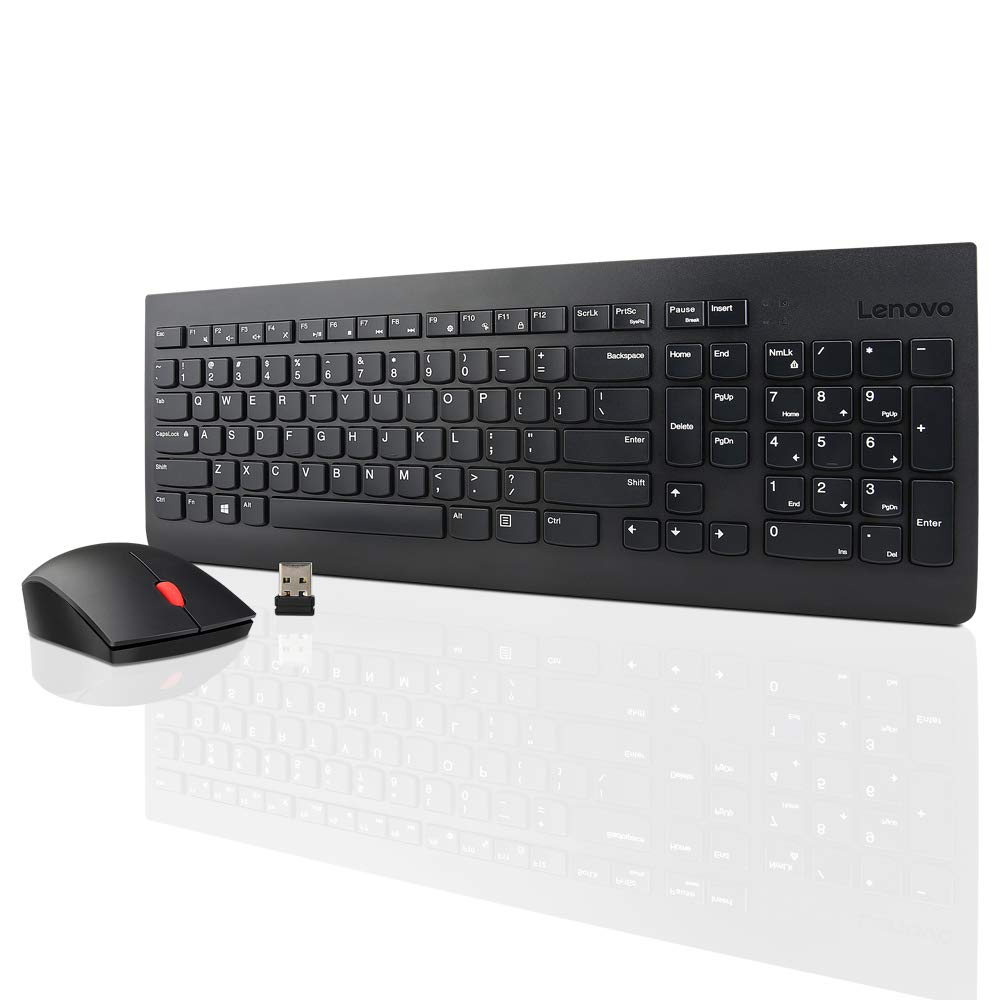 Lenovo
Esc F1 F2 F3 F4 F5 F6 F7 F8 F9 F10 F11 F12 ScrLk PrtSc SysRq Pause Break Insert
~ ` ! 1 @ 2 # 3 $ 4 % 5 ^ 6 & 7 * 8 ( 9 ) 0 — - + = Backspace Home End NmLk / * −
Tab Q W E R T Y U I O P { [ } ] | \ Delete PgUp 7 Home 8 ↑ 9 PgUp +
CapsLock A S D F G H J K L : ; " ' Enter PgDn 4 ← 5 6 →
Shift Z X C V B N M < , > . ? / Shift ↑ 1 End 2 ↓ 3 PgDn Enter
Ctrl Fn Alt Alt Ctrl ← ↓ → 0 Ins . Del